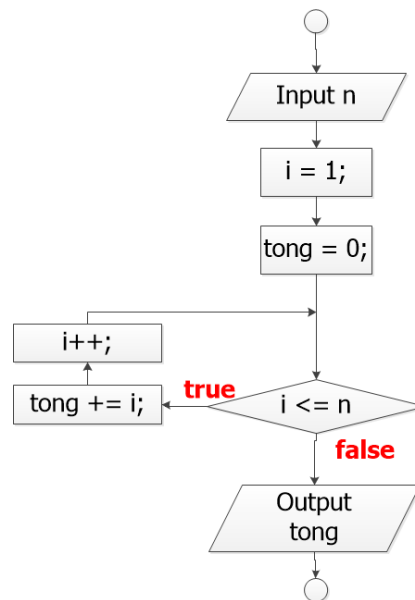 Input n
i = 1;
tong = 0;
i++;
tong += i;
true
i <= n
false
Output
tong